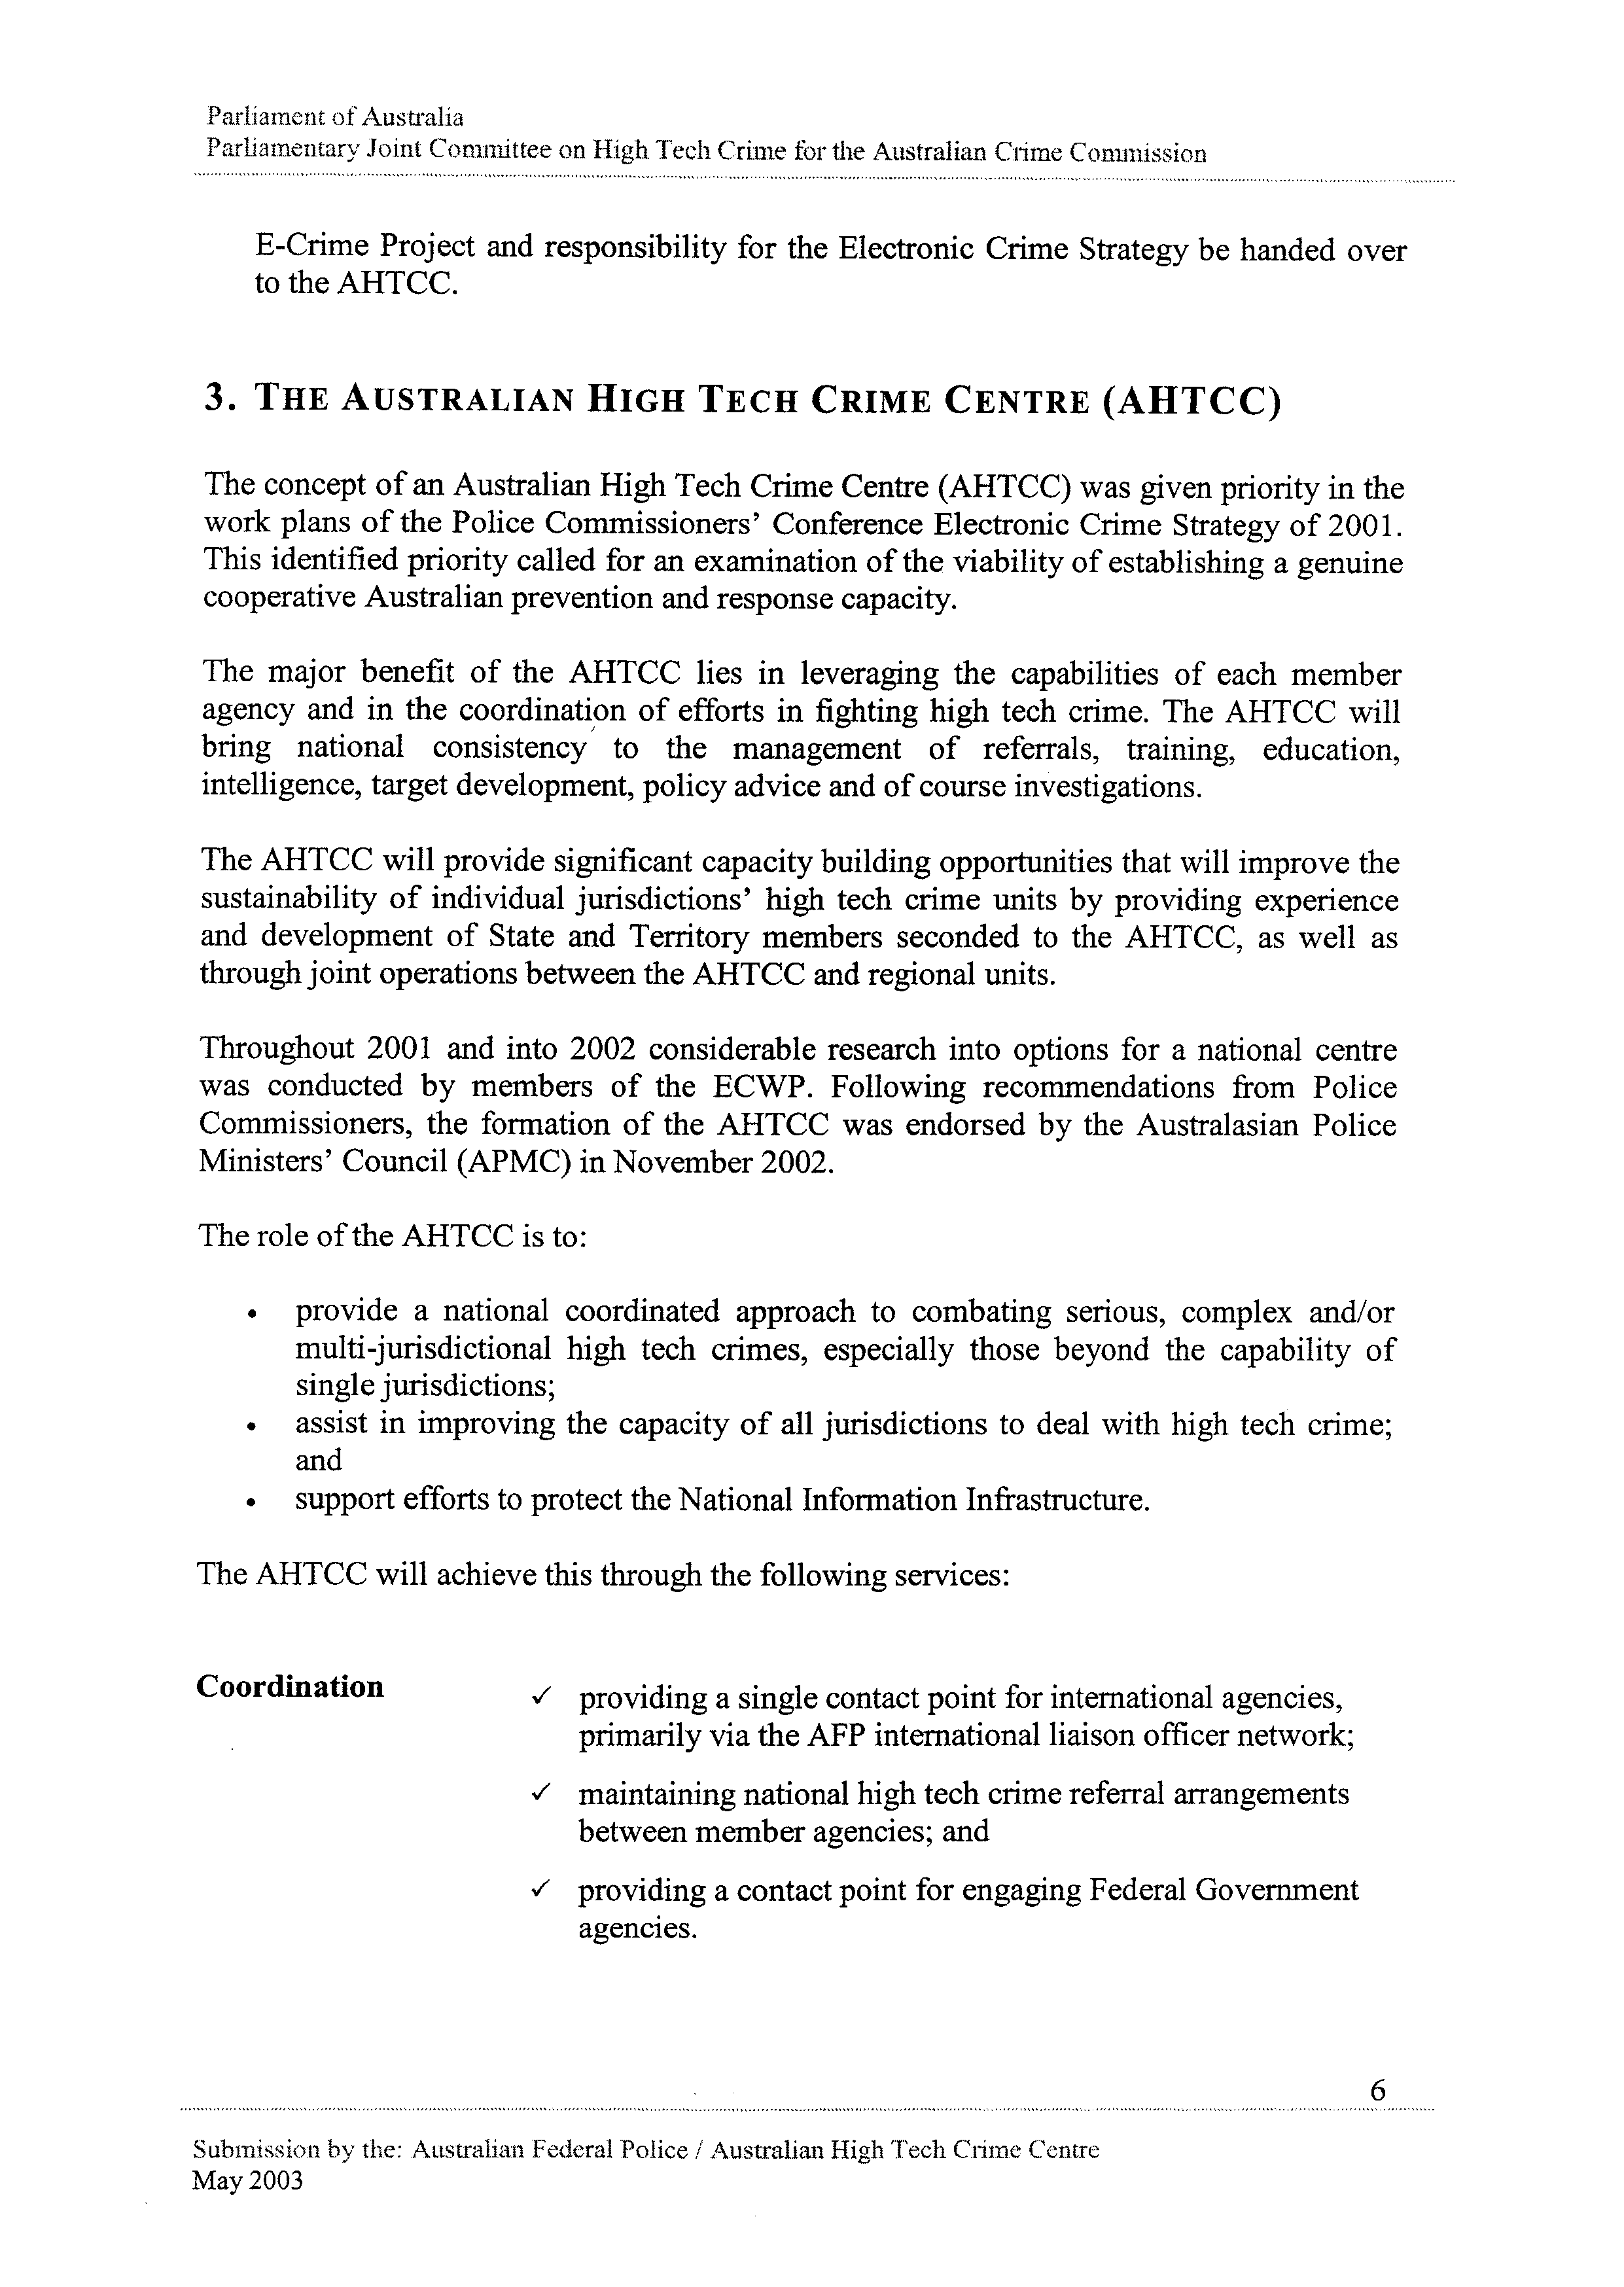 Parliament of Australia
Parliamentary Joint Committee on High Tech Crime for the Australian Crime Commission
E-Crime Project and responsibility for the Electronic Crime Strategy be handed over
to the AHTCC.
3. THE AUSTRALIAN HIGH TECH CRIME CENTRE (AHTCC)
The concept of an Australian High Tech Crime Centre (AHTCC) was given priority in the
work plans of the Police Commissioners’ Conference Electronic Crime Strategy of 2001.
This identified priority called for an examination of the viability of establishing a genuine
cooperative Australian prevention and response capacity.
The major benefit of the AHTCC lies in leveraging the capabilities of each member
agency and in the coordination of efforts in fighting high tech crime. The AHTCC will
bring national consistency to the management of referrals, training, education,
intelligence, target development, policy advice and of course investigations.
The AHTCC will provide significant capacity building opportunities that will improve the
sustainability of individual jurisdictions’ high tech crime units by providing experience
and development of State and Territory members seconded to the AHTCC, as well as
through joint operations between the AHTCC and regional units.
Throughout 2001 and into 2002 considerable research into options for a national centre
was conducted by members of the ECWP. Following recommendations from Police
Commissioners, the formation of the AHTCC was endorsed by the Australasian Police
Ministers’ Council (APMC) in November 2002.
The role of the AHTCC is to:
• provide a national coordinated approach to combating serious, complex and/or
multi-jurisdictional high tech crimes, especially those beyond the capability of
single jurisdictions;
• assist in improving the capacity of all jurisdictions to deal with high tech crime;
and
• support efforts to protect the National Information Infrastructure.
The AHTCC will achieve this through the following services:
Coordination
✓ providing a single contact point for international agencies,
primarily via the AFP international liaison officer network;
✓ maintaining national high tech crime referral arrangements
between member agencies; and
✓ providing a contact point for engaging Federal Government
agencies.
6
Submission by the: Australian Federal Police / Australian High Tech Crime Centre
May 2003